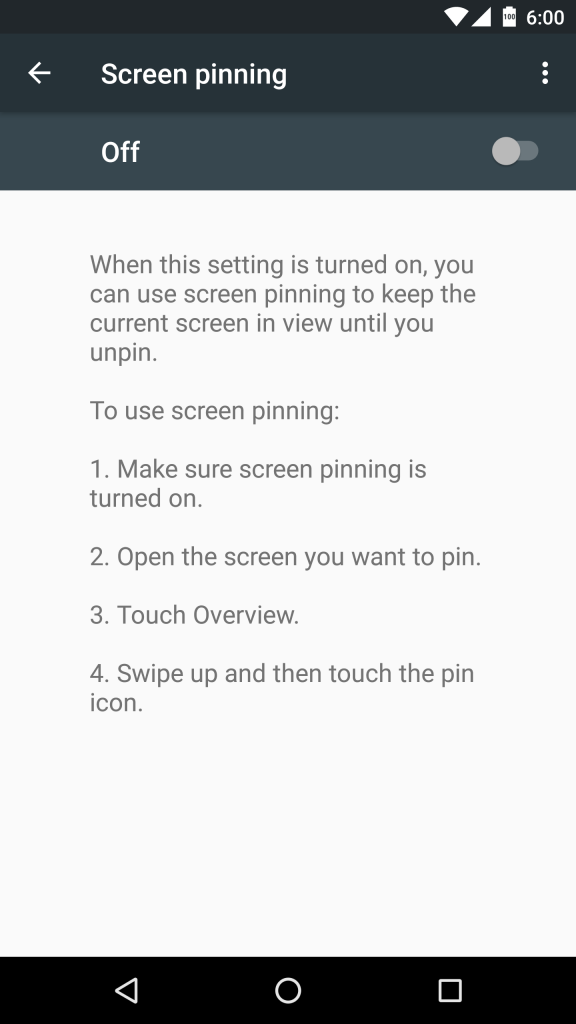 100 6:00
Screen pinning
Off
When this setting is turned on, you
can use screen pinning to keep the
current screen in view until you
unpin.
To use screen pinning:
1. Make sure screen pinning is
turned on.
2. Open the screen you want to pin.
3. Touch Overview.
4. Swipe up and then touch the pin
icon.